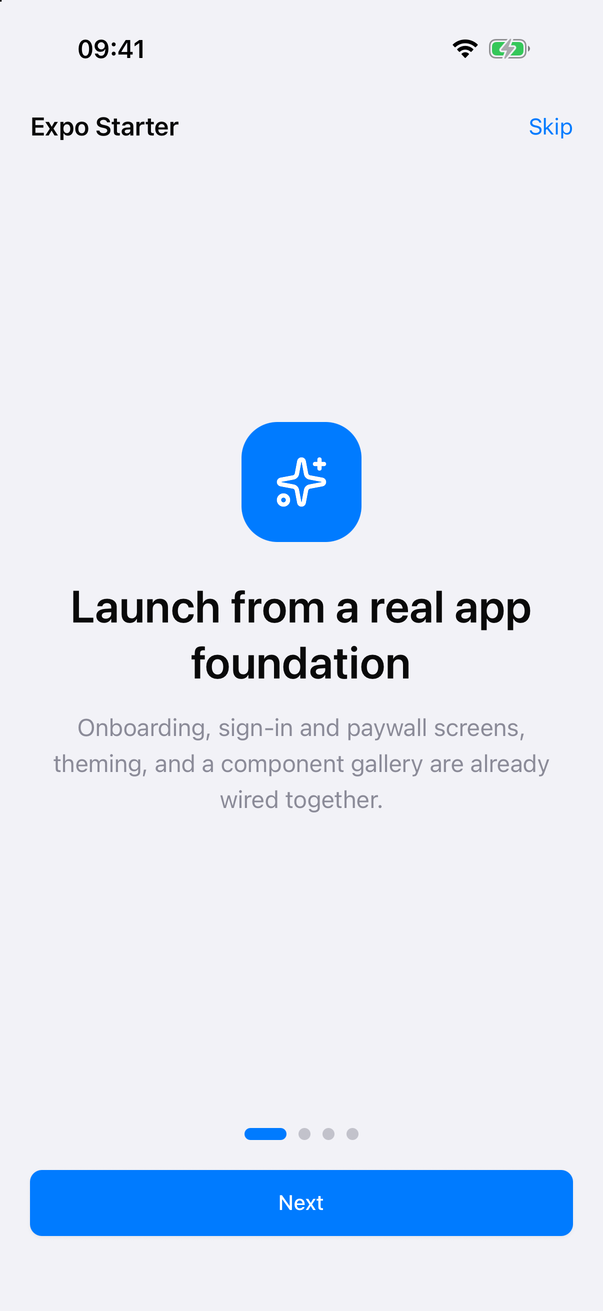 09:41
Expo Starter
Skip
Launch from a real app
foundation
Onboarding, sign-in and paywall screens,
theming, and a component gallery are already
wired together.
Next